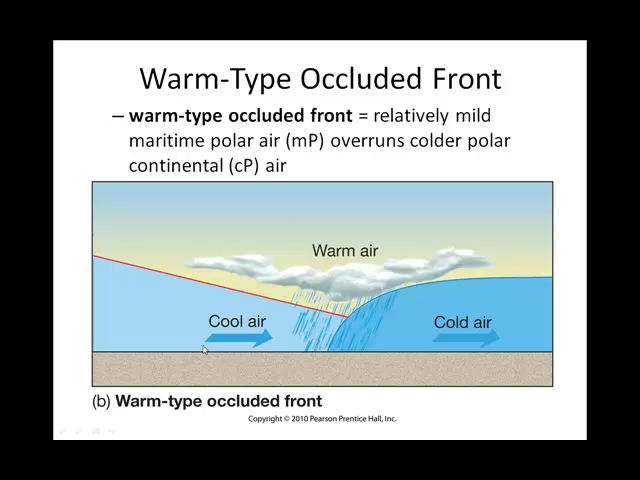 Warm-Type Occluded Front
– warm-type occluded front = relatively mild
maritime polar air (mP) overruns colder polar
continental (cP) air
Warm air
Cool air
Cold air
(b) Warm-type occluded front
Copyright © 2010 Pearson Prentice Hall, Inc.